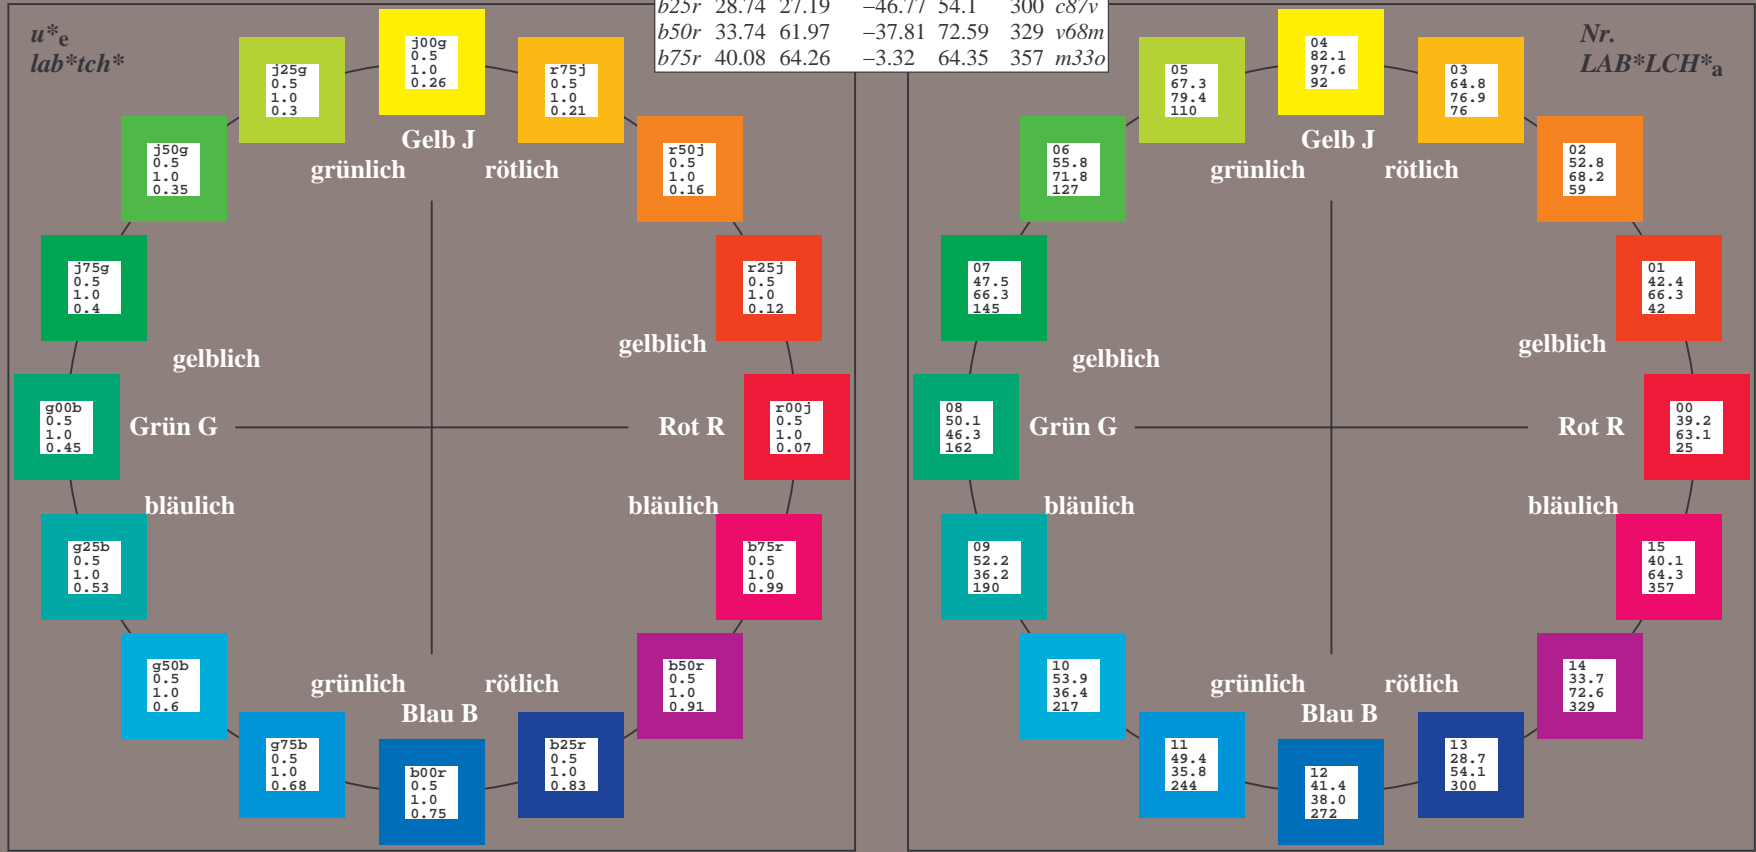 b25r 28.74 27.19 −46.77 54.1 300 c87v
b50r 33.74 61.97 −37.81 72.59 329 v68m
b75r 40.08 64.26 −3.32 64.35 357 m33o
u*e
lab*tch*
j00g
0.5
1.0
0.26
j25g
0.5
1.0
0.3
r75j
0.5
1.0
0.21
Gelb J
grünlich rötlich
j50g
0.5
1.0
0.35
r50j
0.5
1.0
0.16
j75g
0.5
1.0
0.4
r25j
0.5
1.0
0.12
gelblich
gelblich
g00b
0.5
1.0
0.45
Grün G
Rot R
r00j
0.5
1.0
0.07
bläulich
bläulich
g25b
0.5
1.0
0.53
b75r
0.5
1.0
0.99
g50b
0.5
1.0
0.6
b50r
0.5
1.0
0.91
grünlich rötlich
Blau B
g75b
0.5
1.0
0.68
b00r
0.5
1.0
0.75
b25r
0.5
1.0
0.83
Nr.
LAB*LCH*a
04
82.1
97.6
92
05
67.3
79.4
110
03
64.8
76.9
76
Gelb J
grünlich rötlich
06
55.8
71.8
127
02
52.8
68.2
59
07
47.5
66.3
145
01
42.4
66.3
42
gelblich
gelblich
08
50.1
46.3
162
Grün G
Rot R
00
39.2
63.1
25
bläulich
bläulich
09
52.2
36.2
190
15
40.1
64.3
357
10
53.9
36.4
217
14
33.7
72.6
329
grünlich rötlich
Blau B
11
49.4
35.8
244
12
41.4
38.0
272
13
28.7
54.1
300